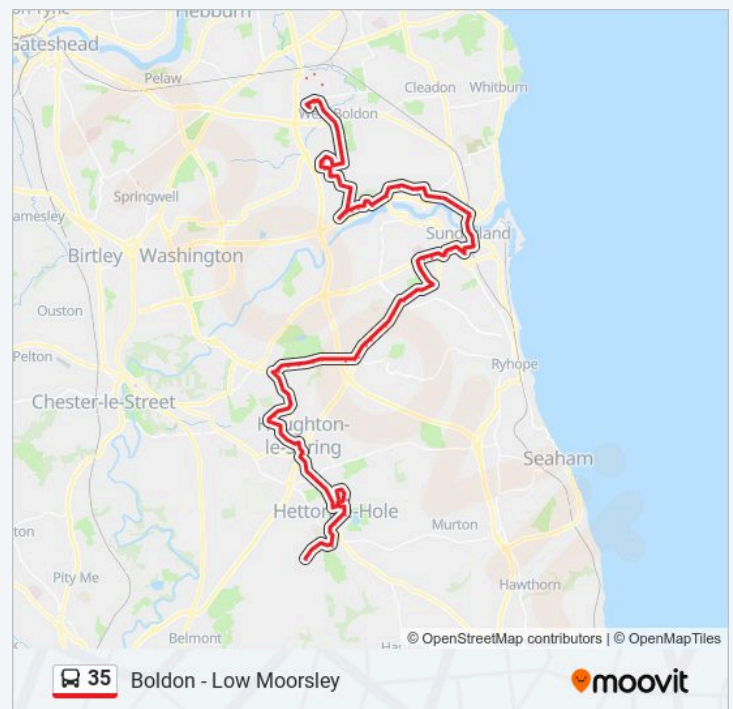 Hebburn
Gateshead
Pelaw
Cleadon
Whitburn
West Boldon
Springwell
Sunderland
Birtley
Washington
Ouston
Pelton
Ryhope
Chester-le-Street
Houghton-
le-Spring
Seaham
Hetton-le-Hole
Murton
Pity Me
Hawthorn
Belmont
© OpenStreetMap contributors | © OpenMapTiles
35
Boldon - Low Moorsley
moovit